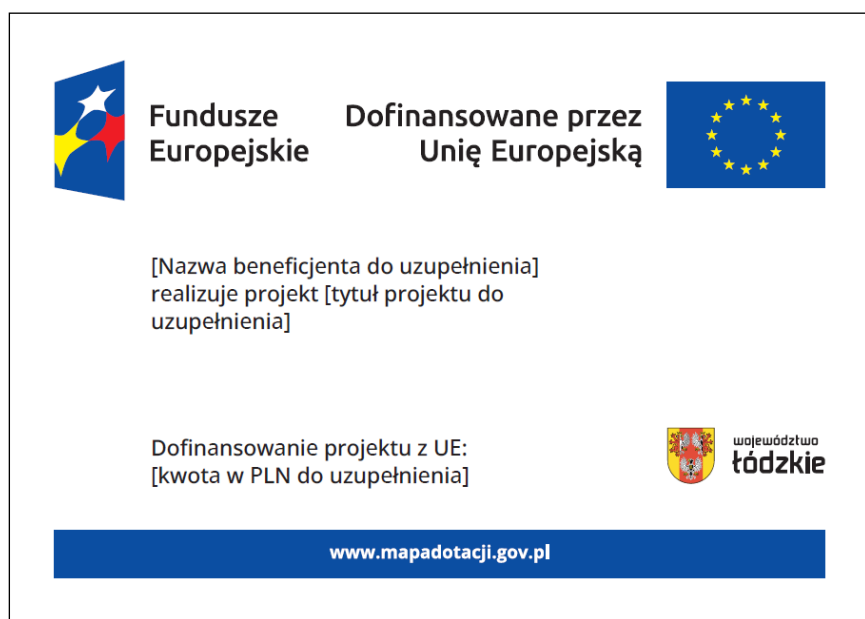 Fundusze
Europejskie
Dofinansowane przez
Unię Europejską
[Nazwa beneficjenta do uzupełnienia]
realizuje projekt [tytuł projektu do
uzupełnienia]
Dofinansowanie projektu z UE:
[kwota w PLN do uzupełnienia]
województwo
łódzkie
www.mapadotacji.gov.pl